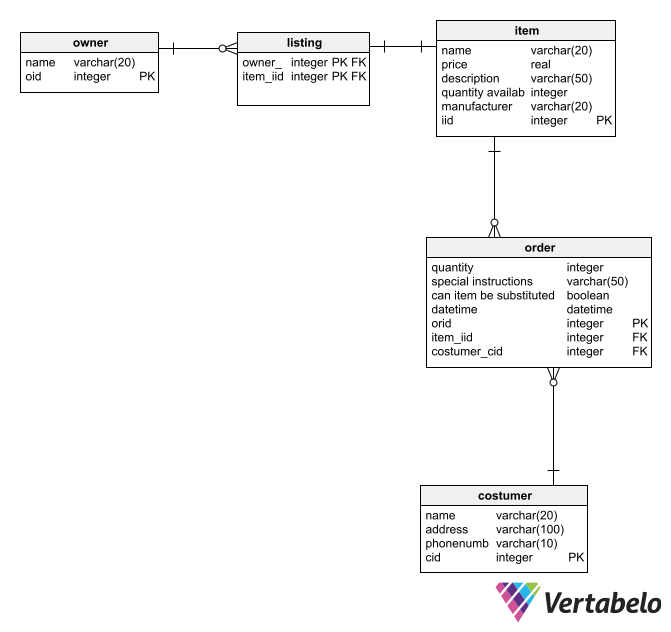 owner
name varchar(20)
oid integer PK
listing
owner_ integer PK FK
item_iid integer PK FK
item
name varchar(20)
price real
description varchar(50)
quantity availab integer
manufacturer varchar(20)
iid integer PK
order
quantity integer
special instructions varchar(50)
can item be substituted boolean
datetime datetime
orid integer PK
item_iid integer FK
costumer_cid integer FK
costumer
name varchar(20)
address varchar(100)
phonenumb varchar(10)
cid integer PK
Vertabelo